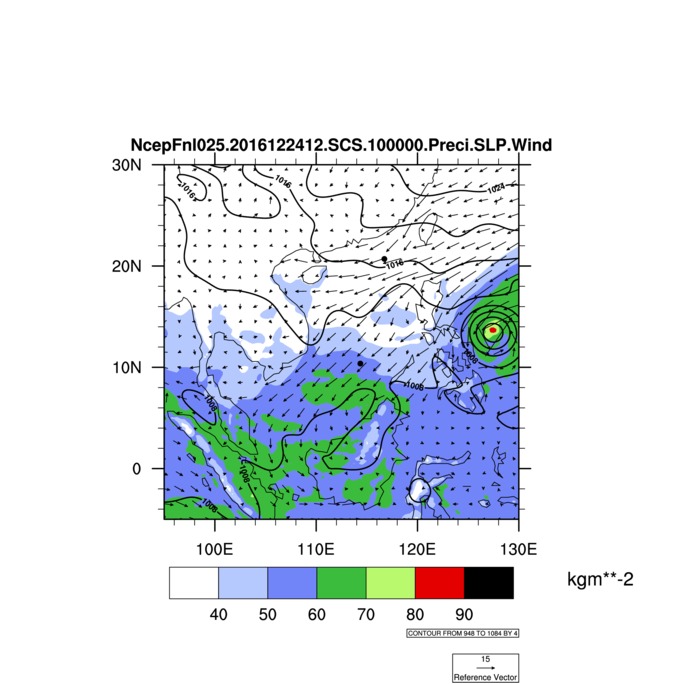 NcepFnl025.2016122412.SCS.100000.Preci.SLP.Wind
30N
1016
1016
1024
20N
1016
10N
1008
1008
1008
1008
0
1008
100E
110E
120E
130E
kgm**-2
40 50 60 70 80 90
CONTOUR FROM 948 TO 1084 BY 4
15
Reference Vector